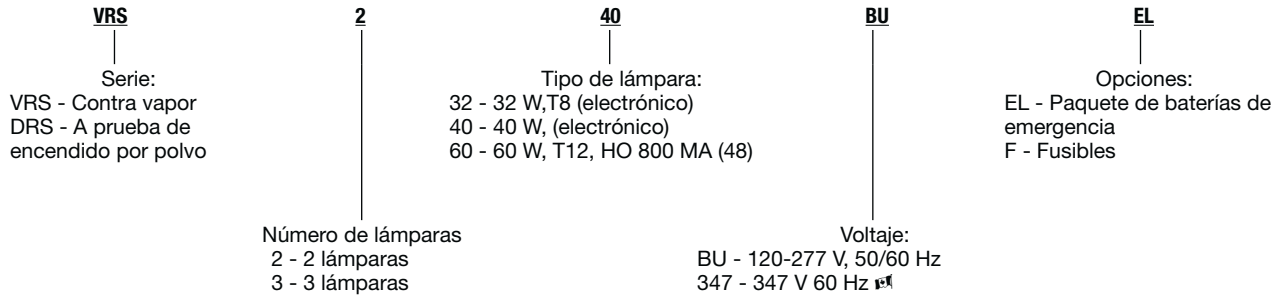 VRS 2 40 BU EL
Serie:
VRS - Contra vapor
DRS - A prueba de
encendido por polvo
Número de lámparas
2 - 2 lámparas
3 - 3 lámparas
Tipo de lámpara:
32 - 32 W,T8 (electrónico)
40 - 40 W, (electrónico)
60 - 60 W, T12, HO 800 MA (48)
Voltaje:
BU - 120-277 V, 50/60 Hz
347 - 347 V 60 Hz
Opciones:
EL - Paquete de baterías de
emergencia
F - Fusibles